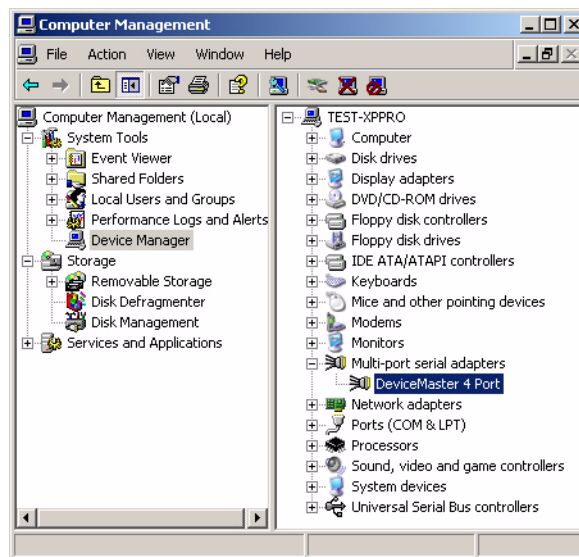 Computer Management
File Action View Window Help
Computer Management (Local)
System Tools
Event Viewer
Shared Folders
Local Users and Groups
Performance Logs and Alerts
Device Manager
Storage
Removable Storage
Disk Defragmenter
Disk Management
Services and Applications
TEST-XPPRO
Computer
Disk drives
Display adapters
DVD/CD-ROM drives
Floppy disk controllers
Floppy disk drives
IDE ATA/ATAPI controllers
Keyboards
Mice and other pointing devices
Modems
Monitors
Multi-port serial adapters
DeviceMaster 4 Port
Network adapters
Ports (COM & LPT)
Processors
Sound, video and game controllers
System devices
Universal Serial Bus controllers